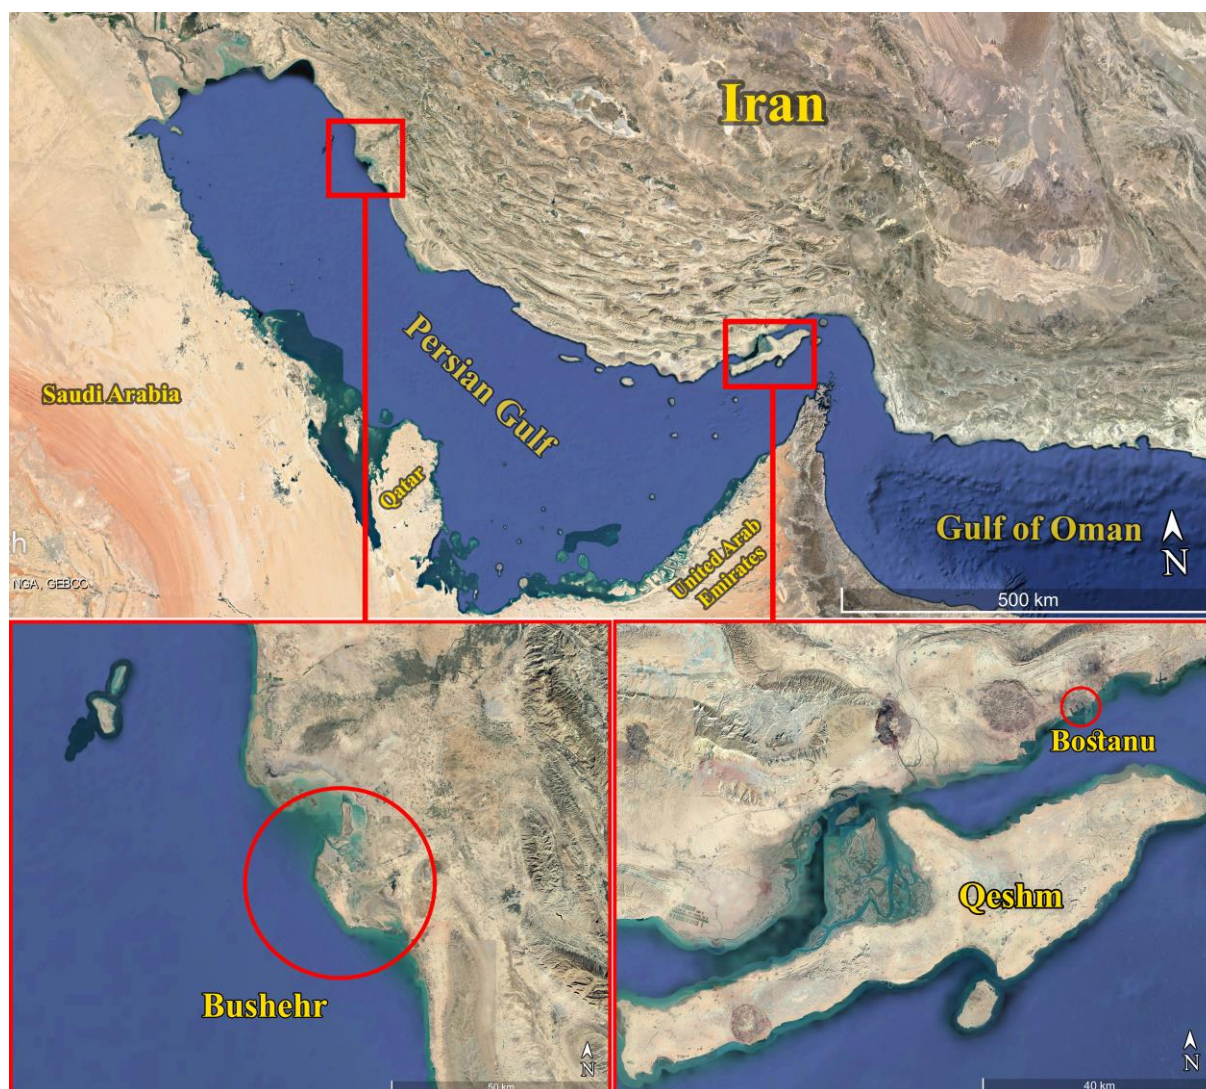 Iran
Persian Gulf
Saudi Arabia
Qatar
United Arab
Emirates
Gulf of Oman
N
NGA, GEBCO
500 km
Bostanu
Qeshm
Bushehr
N
50 km
N
40 km